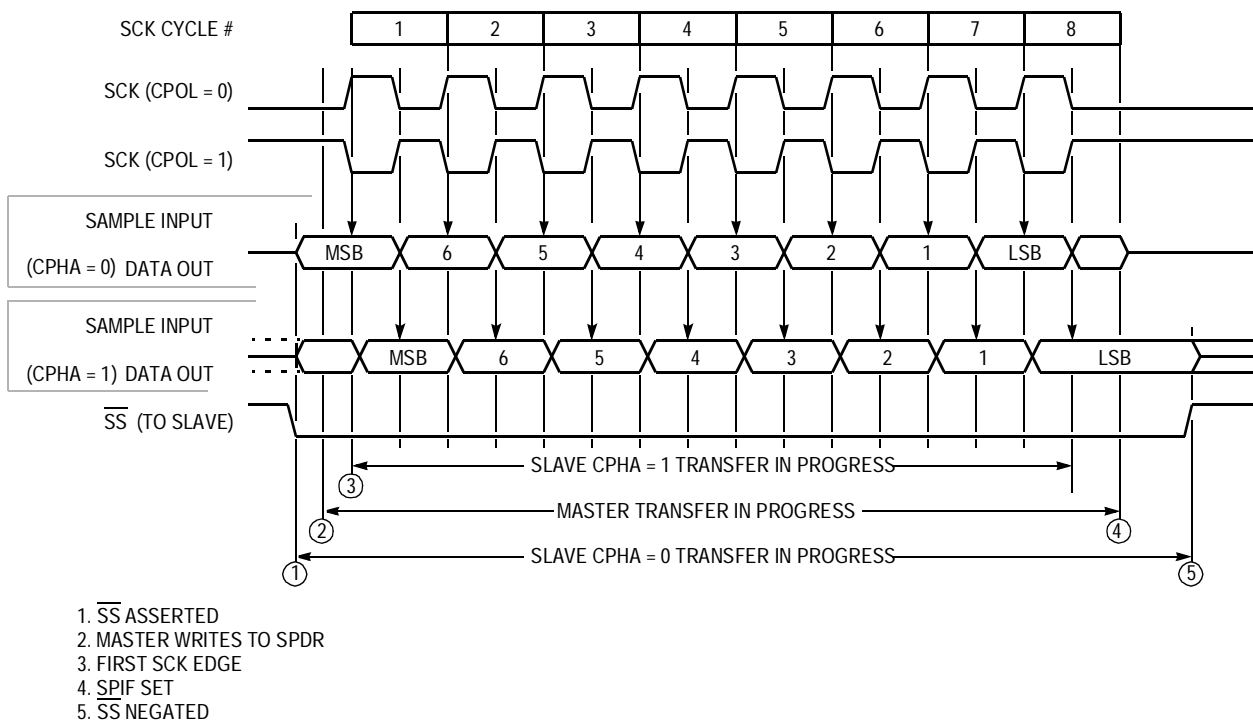 SCK CYCLE # 1 2 3 4 5 6 7 8
SCK (CPOL = 0)
SCK (CPOL = 1)
SAMPLE INPUT
MSB 6 5 4 3 2 1 LSB
(CPHA = 0) DATA OUT
SAMPLE INPUT
MSB 6 5 4 3 2 1 LSB
(CPHA = 1) DATA OUT
SS (TO SLAVE)
SLAVE CPHA = 1 TRANSFER IN PROGRESS
3
MASTER TRANSFER IN PROGRESS
2 4
SLAVE CPHA = 0 TRANSFER IN PROGRESS
1 5
1. SS ASSERTED
2. MASTER WRITES TO SPDR
3. FIRST SCK EDGE
4. SPIF SET
5. SS NEGATED